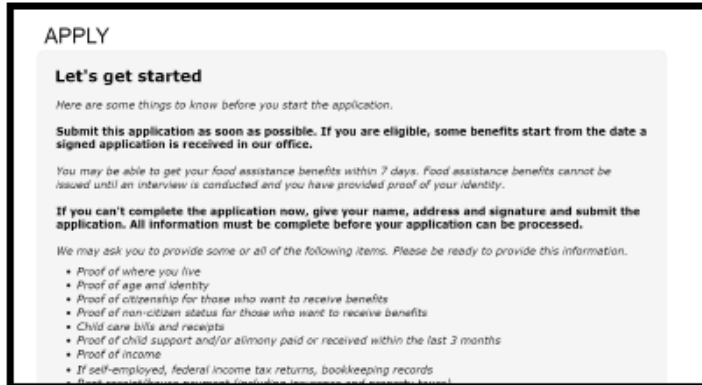 APPLY
Let's get started
Here are some things to know before you start the application.
Submit this application as soon as possible. If you are eligible, some benefits start from the date a
signed application is received in our office.
You may be able to get your food assistance benefits within 7 days. Food assistance benefits cannot be
issued until an interview is conducted and you have provided proof of your identity.
If you can't complete the application now, give your name, address and signature and submit the
application. All information must be complete before your application can be processed.
We may ask you to provide some or all of the following items. Please be ready to provide this information.
• Proof of where you live
• Proof of age and identity
• Proof of citizenship for those who want to receive benefits
• Proof of non-citizen status for those who want to receive benefits
• Child care bills and receipts
• Proof of child support and/or alimony paid or received within the last 3 months
• Proof of income
• If self-employed, federal income tax returns, bookkeeping records
• Rent receipt/house payment (including insurance and property taxes)